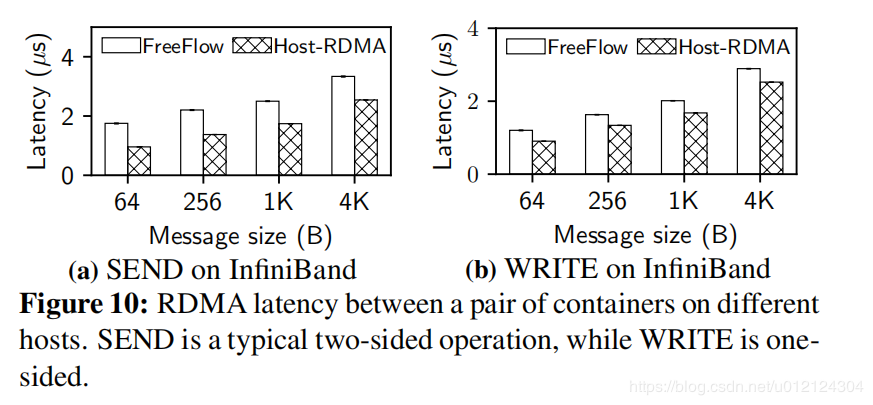 4
2
0
Latency (μs)
FreeFlow Host-RDMA
64 256 1K 4K
Message size (B)
(a) SEND on InfiniBand
4
2
0
Latency (μs)
FreeFlow Host-RDMA
64 256 1K 4K
Message size (B)
(b) WRITE on InfiniBand
Figure 10: RDMA latency between a pair of containers on different
hosts. SEND is a typical two-sided operation, while WRITE is one-
sided.
https://blog.csdn.net/u012124304